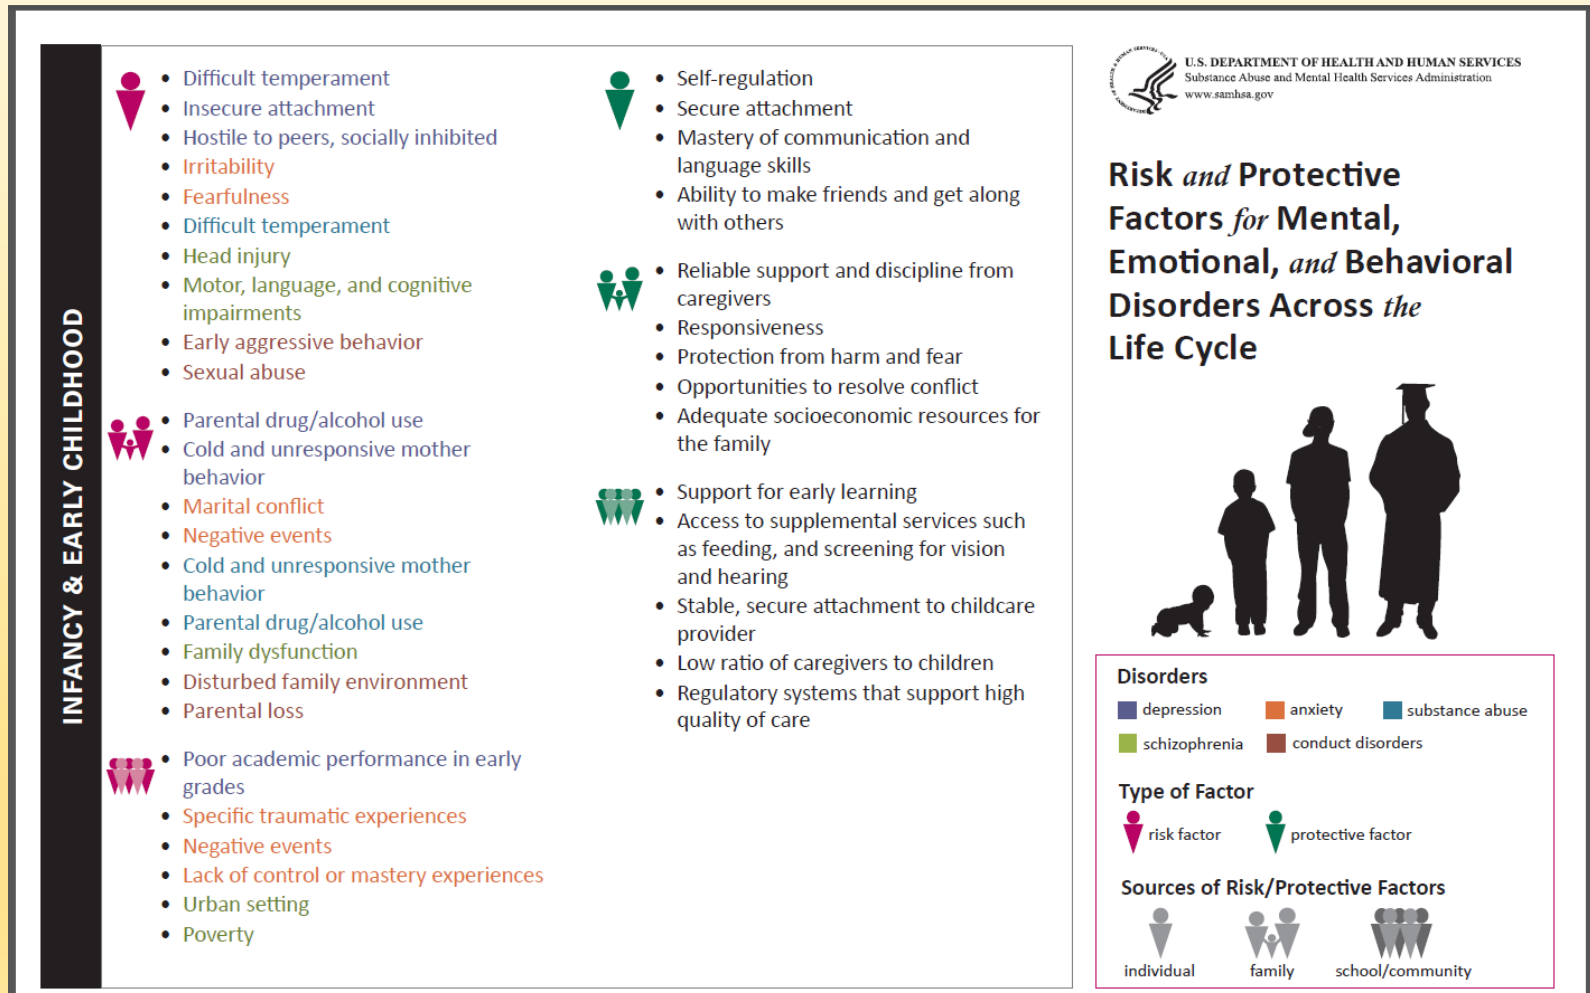 INFANCY & EARLY CHILDHOOD
• Difficult temperament
• Insecure attachment
• Hostile to peers, socially inhibited
• Irritability
• Fearfulness
• Difficult temperament
• Head injury
• Motor, language, and cognitive
impairments
• Early aggressive behavior
• Sexual abuse
• Parental drug/alcohol use
• Cold and unresponsive mother
behavior
• Marital conflict
• Negative events
• Cold and unresponsive mother
behavior
• Parental drug/alcohol use
• Family dysfunction
• Disturbed family environment
• Parental loss
• Poor academic performance in early
grades
• Specific traumatic experiences
• Negative events
• Lack of control or mastery experiences
• Urban setting
• Poverty
• Self-regulation
• Secure attachment
• Mastery of communication and
language skills
• Ability to make friends and get along
with others
• Reliable support and discipline from
caregivers
• Responsiveness
• Protection from harm and fear
• Opportunities to resolve conflict
• Adequate socioeconomic resources for
the family
• Support for early learning
• Access to supplemental services such
as feeding, and screening for vision
and hearing
• Stable, secure attachment to childcare
provider
• Low ratio of caregivers to children
• Regulatory systems that support high
quality of care
U.S. DEPARTMENT OF HEALTH AND HUMAN SERVICES
Substance Abuse and Mental Health Services Administration
www.samhsa.gov
Risk and Protective
Factors for Mental,
Emotional, and Behavioral
Disorders Across the
Life Cycle
Disorders
depression anxiety substance abuse
schizophrenia conduct disorders
Type of Factor
risk factor protective factor
Sources of Risk/Protective Factors
individual family school/community